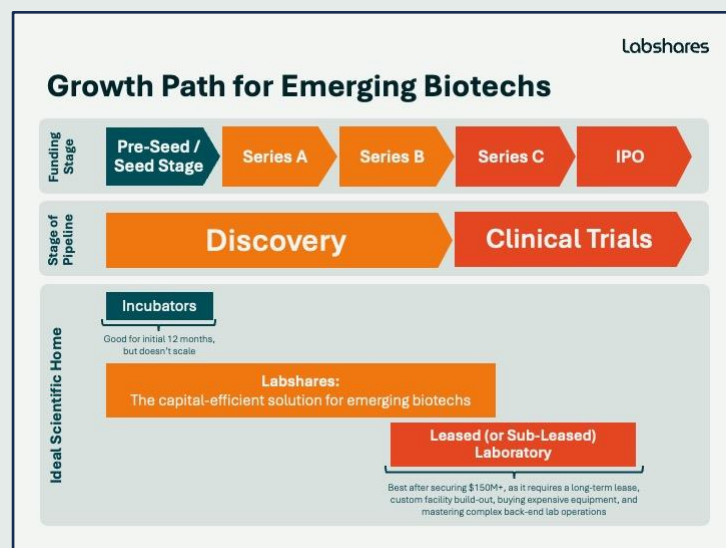 Labshares
Growth Path for Emerging Biotechs
Funding
Stage
Pre-Seed /
Seed Stage
Series A
Series B
Series C
IPO
Stage of
Pipeline
Discovery
Clinical Trials
Ideal Scientific Home
Incubators
Good for initial 12 months,
but doesn't scale
Labshares:
The capital-efficient solution for emerging biotechs
Leased (or Sub-Leased)
Laboratory
Best after securing $150M+, as it requires a long-term lease,
custom facility build-out, buying expensive equipment, and
mastering complex back-end lab operations